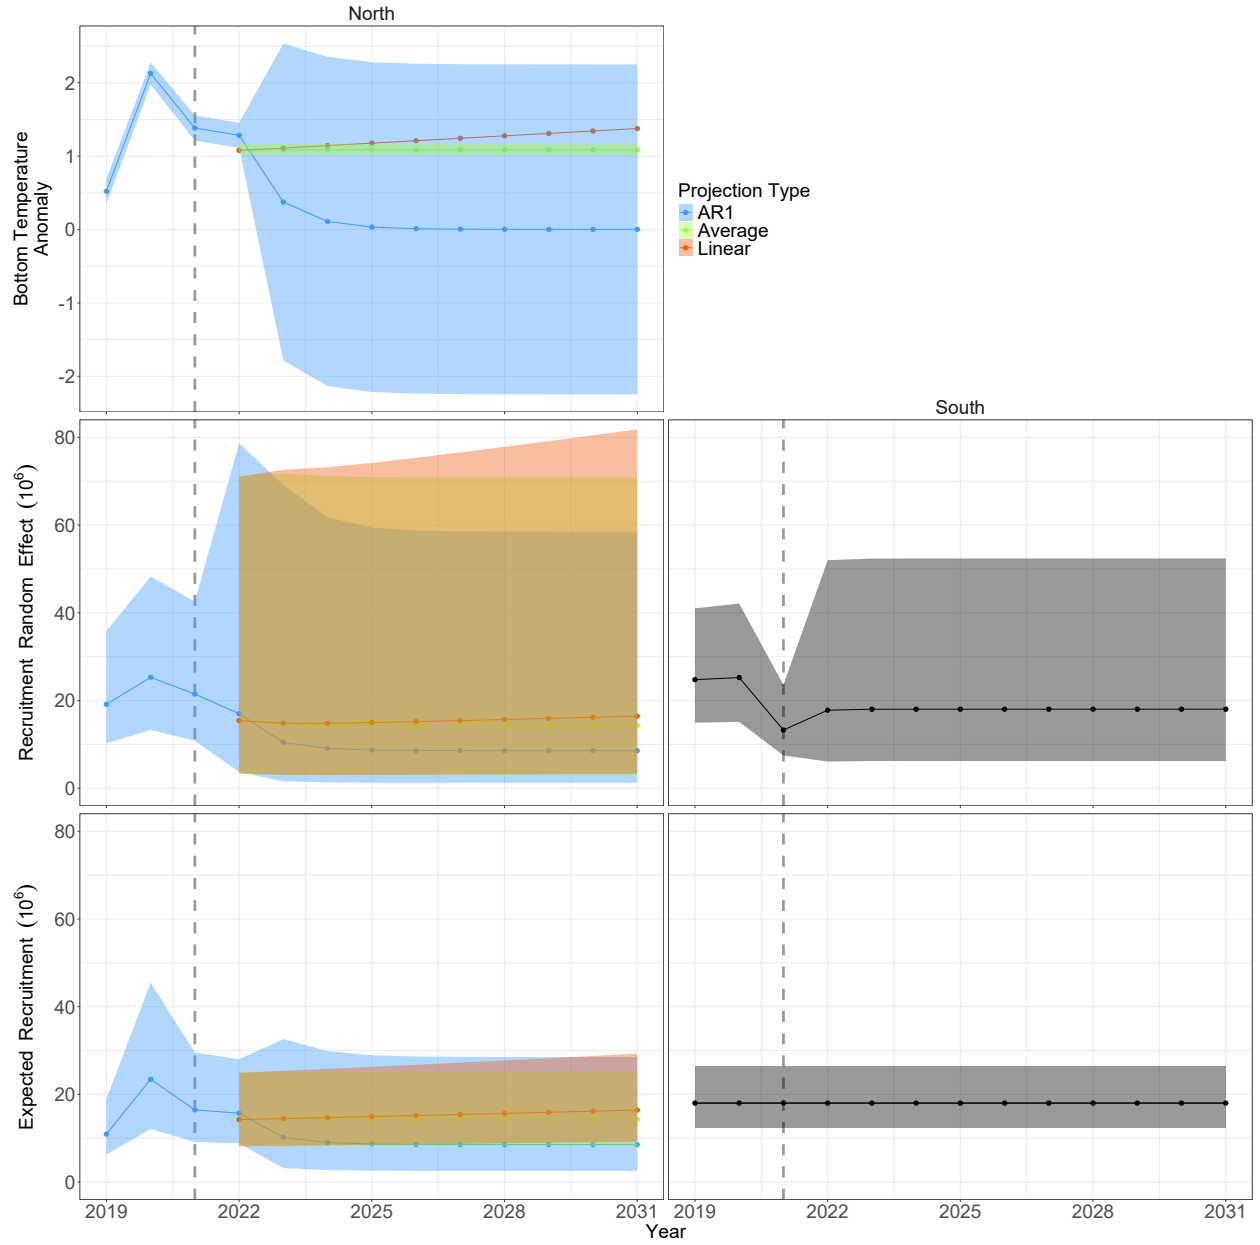 North
2
1
0
-1
-2
Bottom Temperature
Anomaly
Projection Type
AR1
Average
Linear
South
80
60
40
20
0
Recruitment Random Effect (10⁶)
80
60
40
20
0
Expected Recruitment (10⁶)
2019 2022 2025 2028 2031 2019 2022 2025 2028 2031
Year